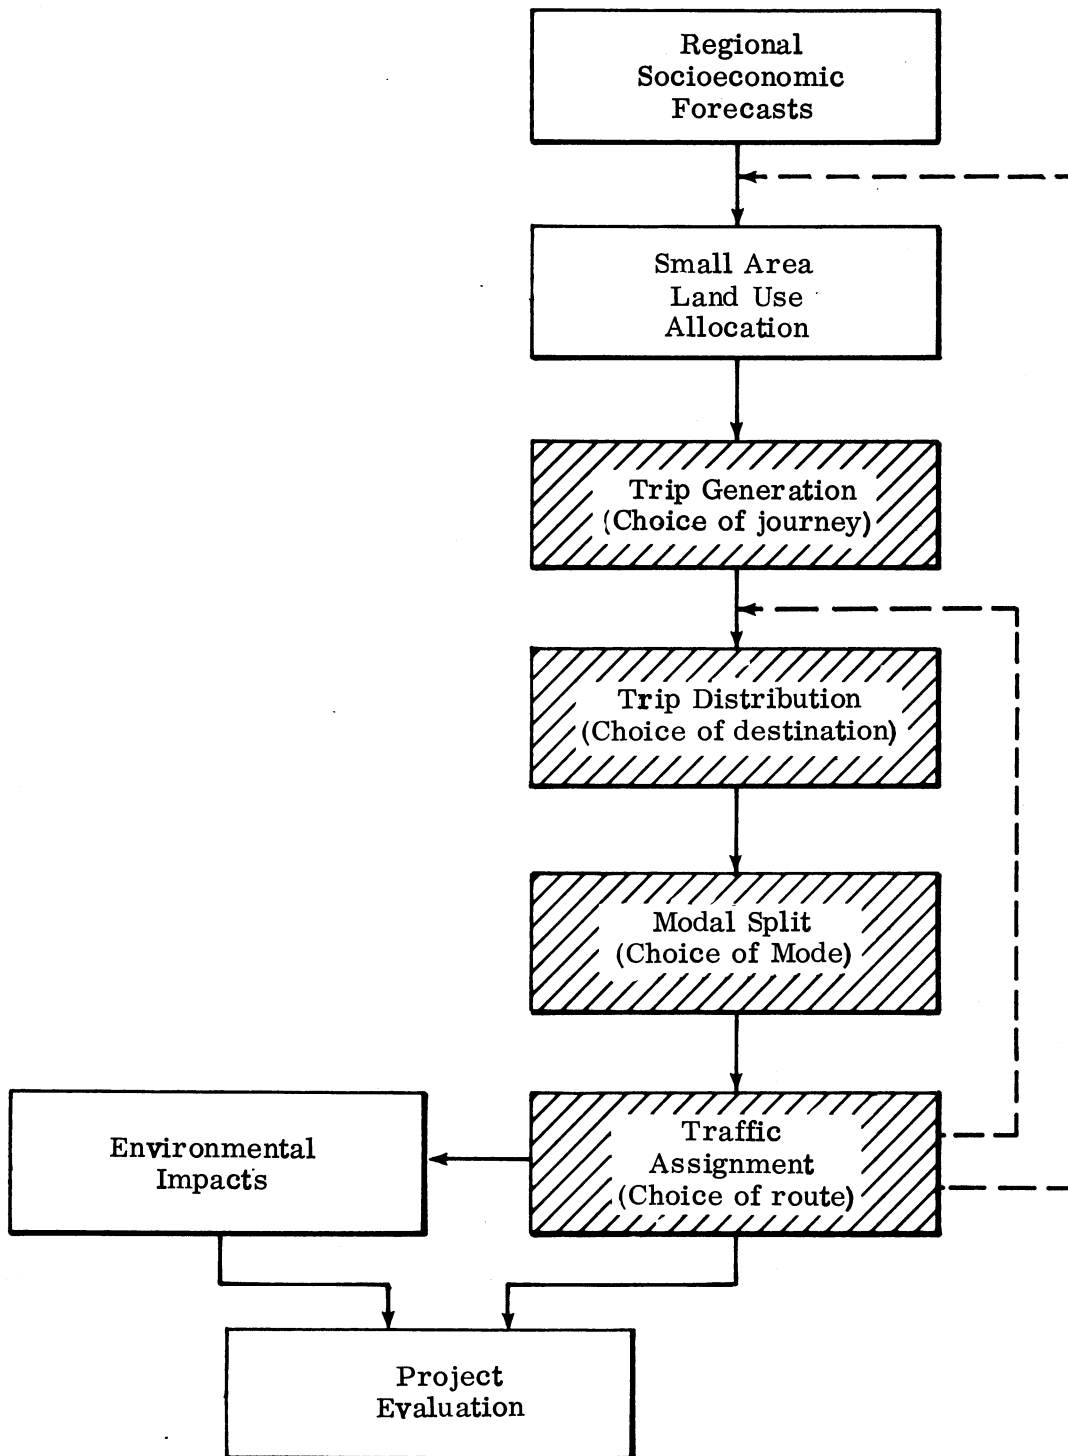 Regional
Socioeconomic
Forecasts
Small Area
Land Use
Allocation
Trip Generation
(Choice of journey)
Trip Distribution
(Choice of destination)
Modal Split
(Choice of Mode)
Traffic
Assignment
(Choice of route)
Environmental
Impacts
Project
Evaluation